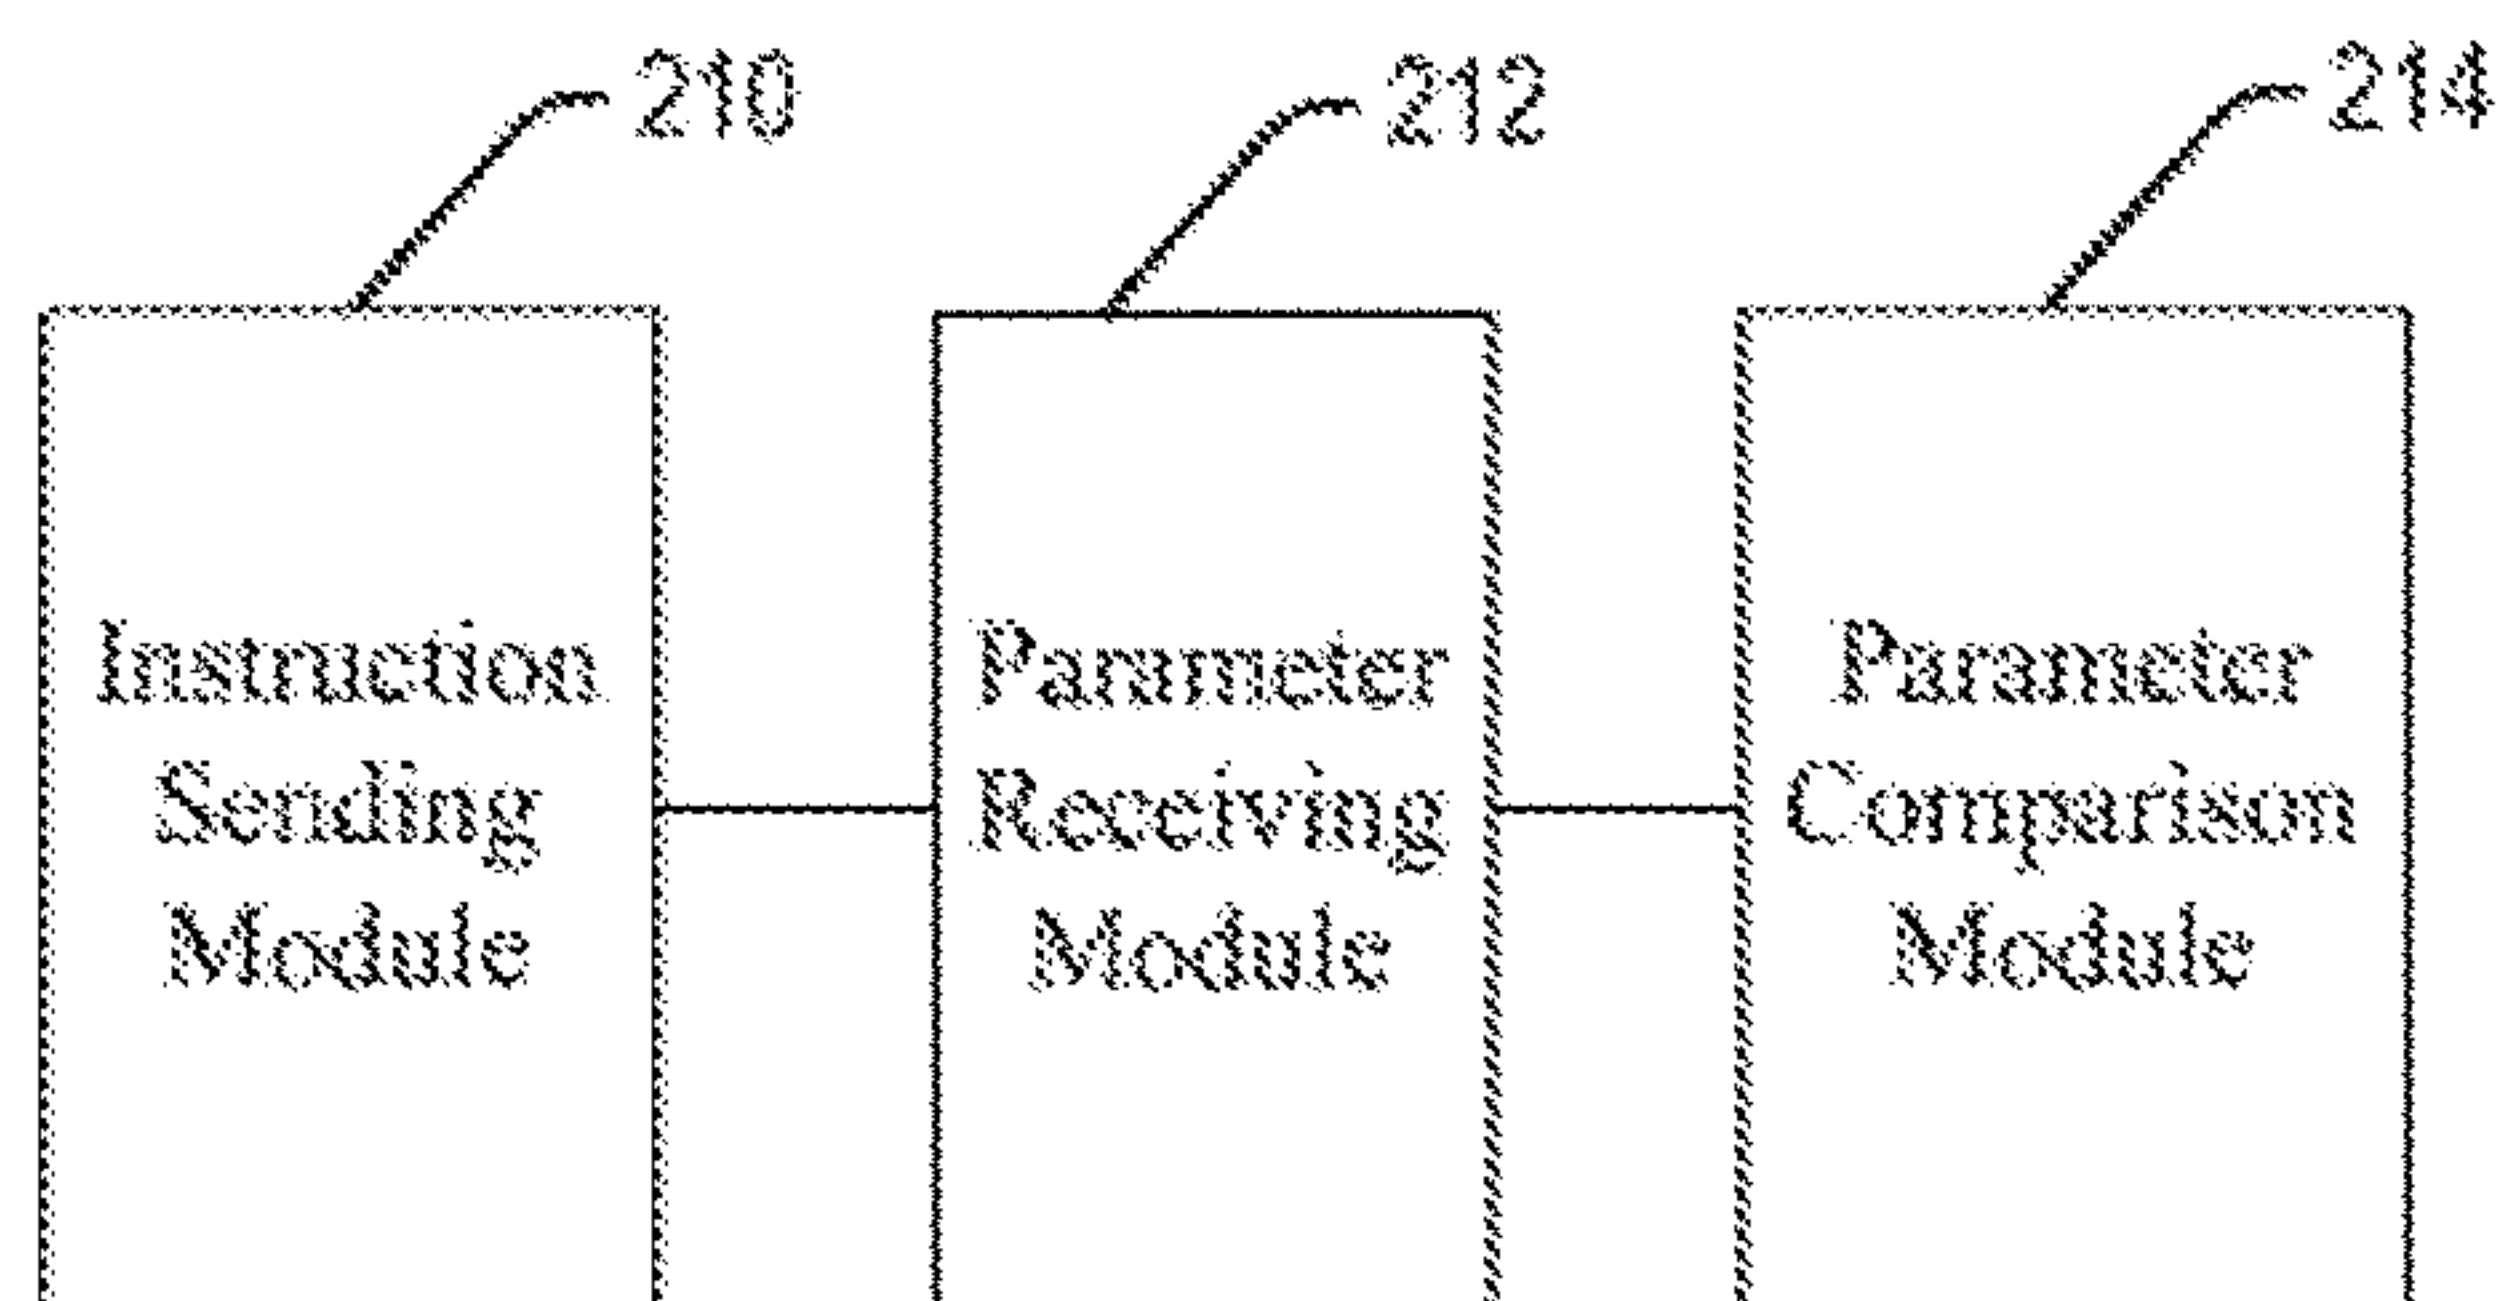 210
212
214
Instruction
Sending
Module
Parameter
Receiving
Module
Parameter
Comparison
Module